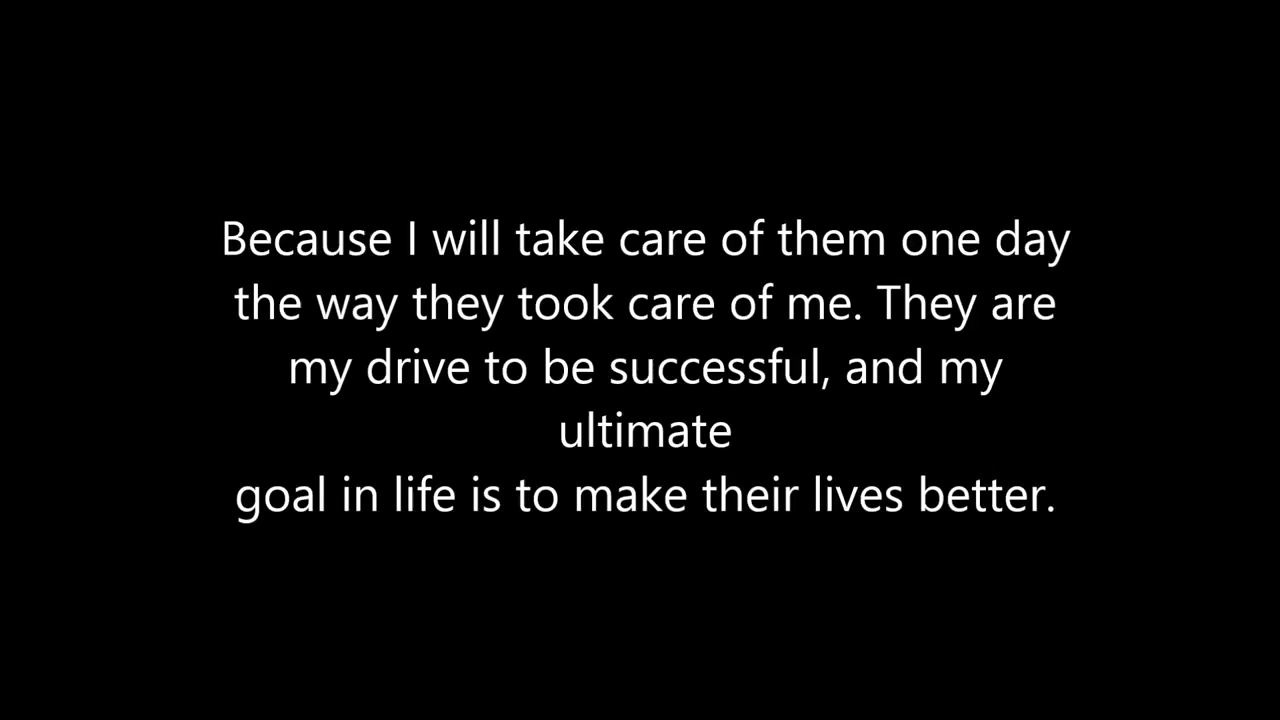 Because I will take care of them one day
the way they took care of me. They are
my drive to be successful, and my
ultimate
goal in life is to make their lives better.